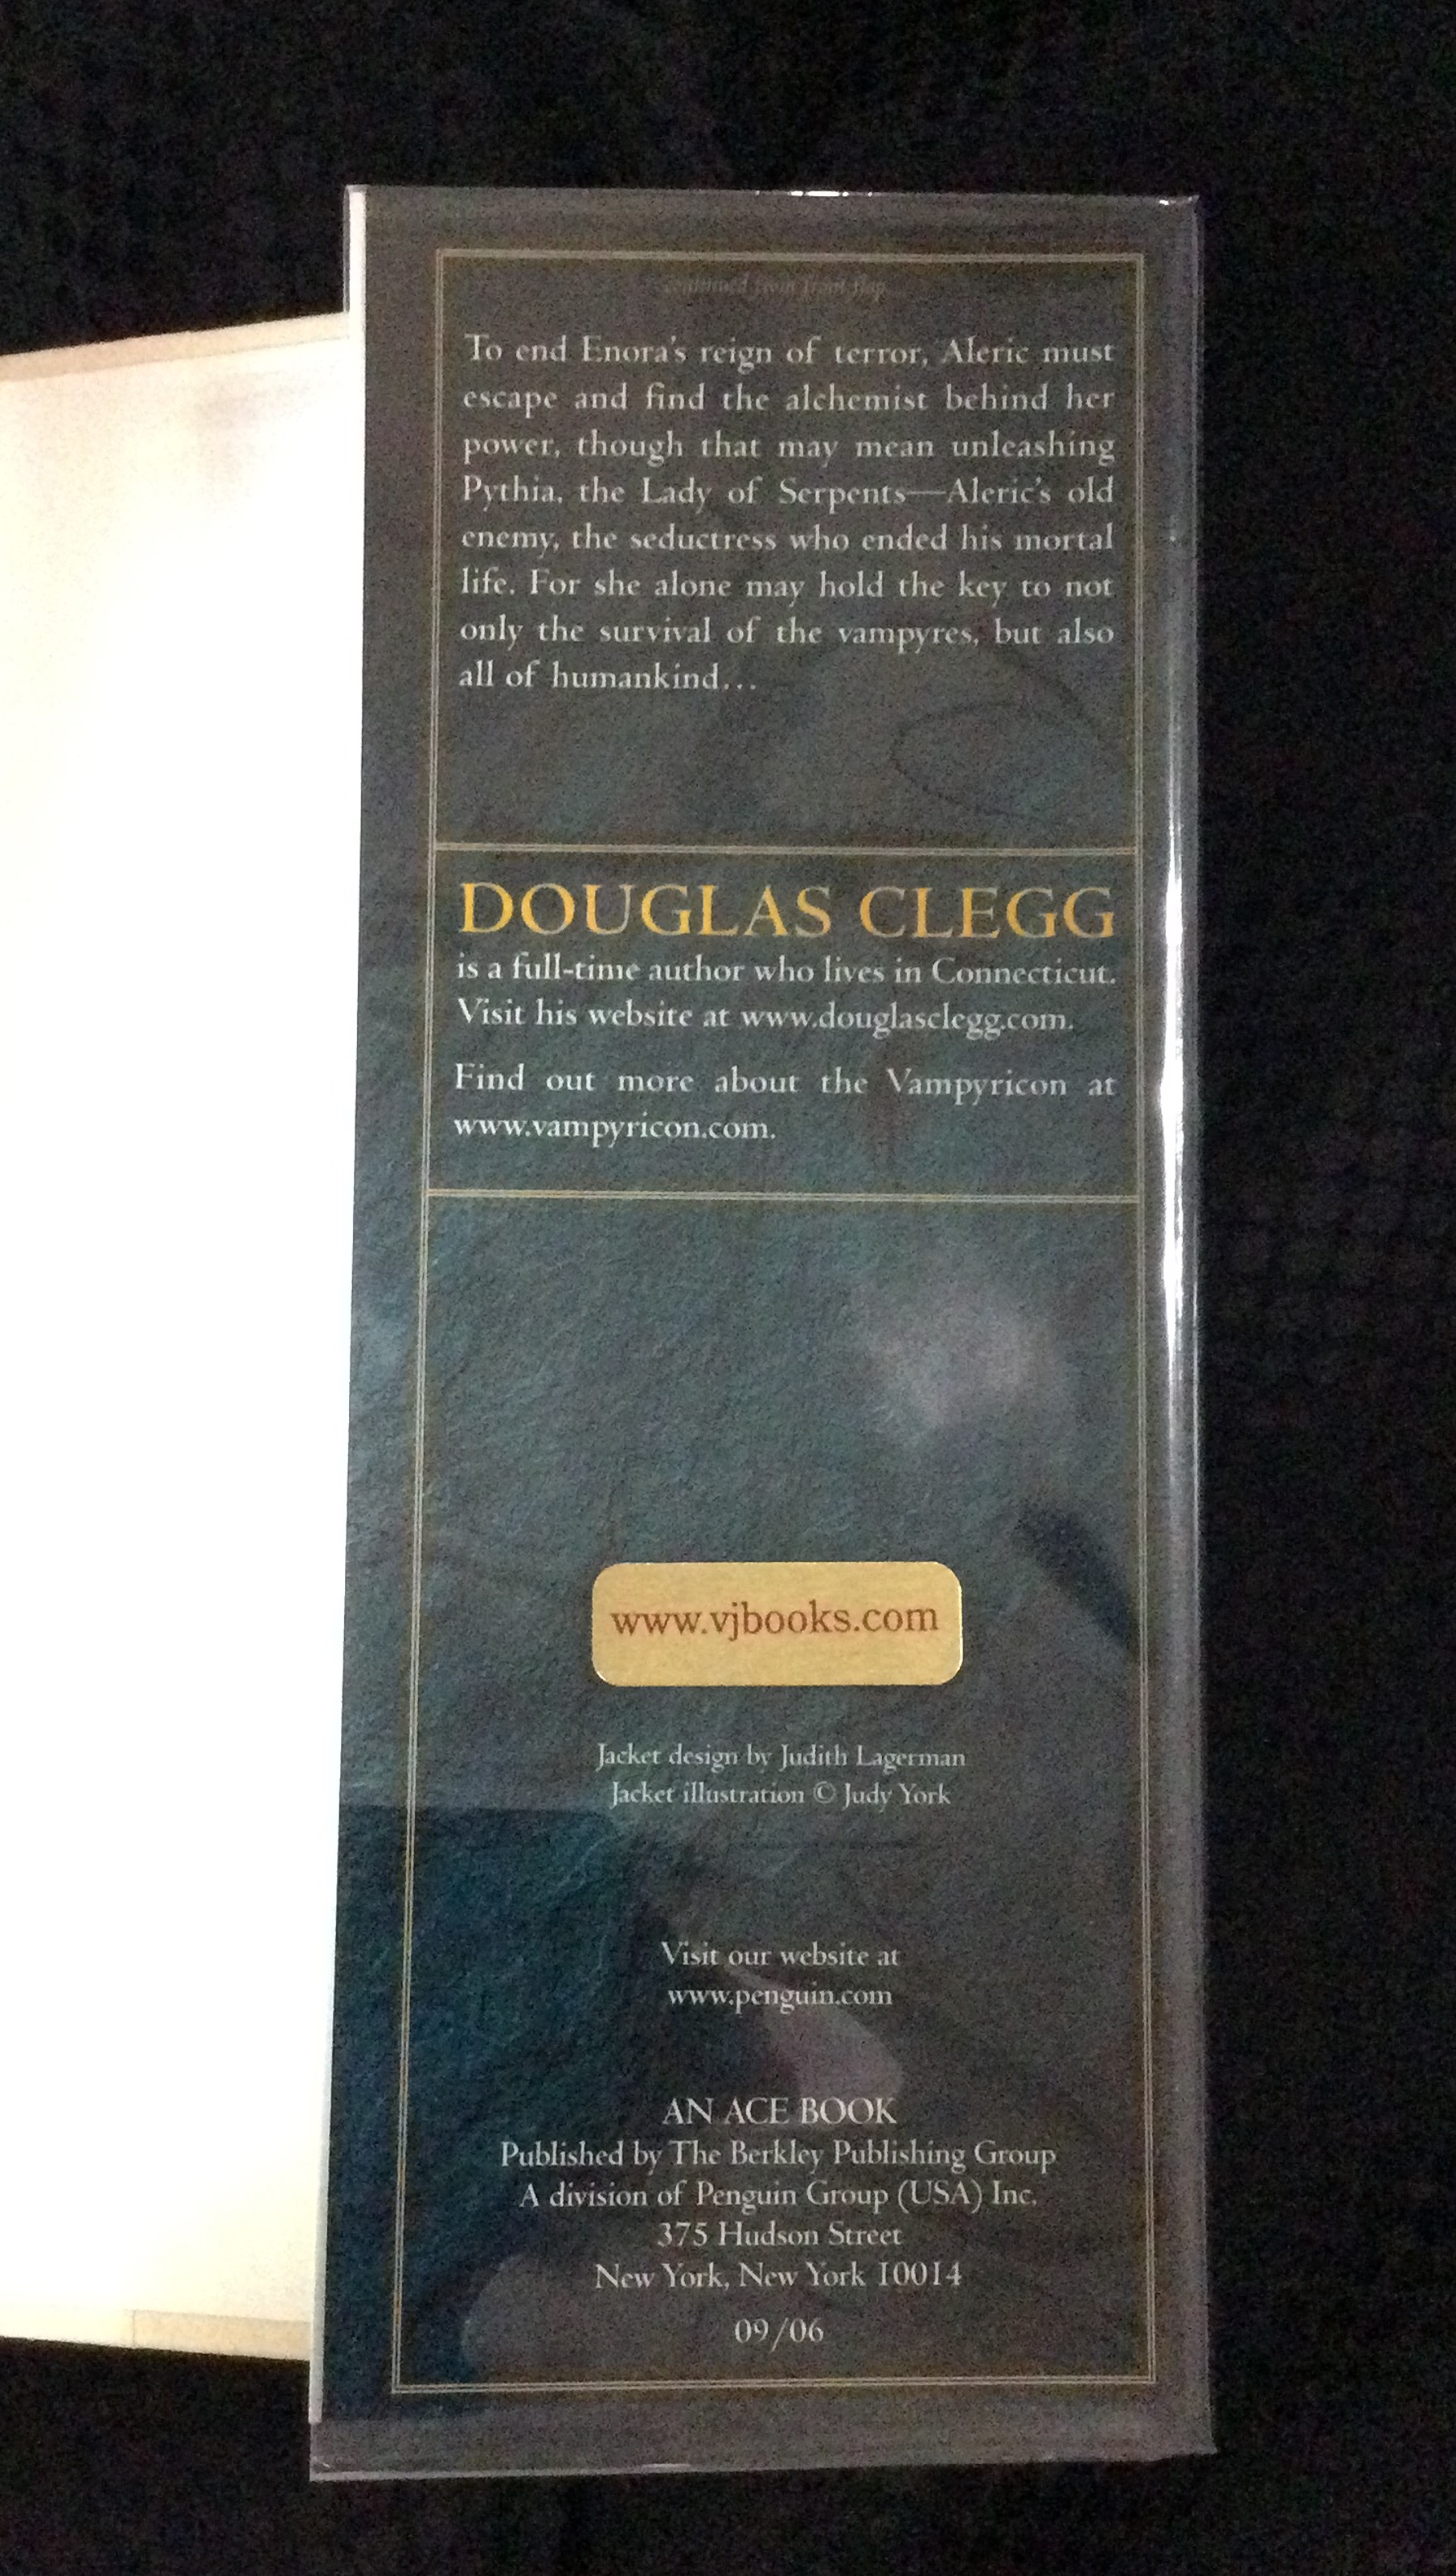 continued from front flap
To end Enora's reign of terror, Aleric must
escape and find the alchemist behind her
power, though that may mean unleashing
Pythia, the Lady of Serpents—Aleric's old
enemy, the seductress who ended his mortal
life. For she alone may hold the key to not
only the survival of the vampyres, but also
all of humankind...
DOUGLAS CLEGG
is a full-time author who lives in Connecticut.
Visit his website at www.douglasclegg.com.
Find out more about the Vampyricon at
www.vampyricon.com.
www.vjbooks.com
Jacket design by Judith Lagerman
Jacket illustration © Judy York
Visit our website at
www.penguin.com
AN ACE BOOK
Published by The Berkley Publishing Group
A division of Penguin Group (USA) Inc.
375 Hudson Street
New York, New York 10014
09/06